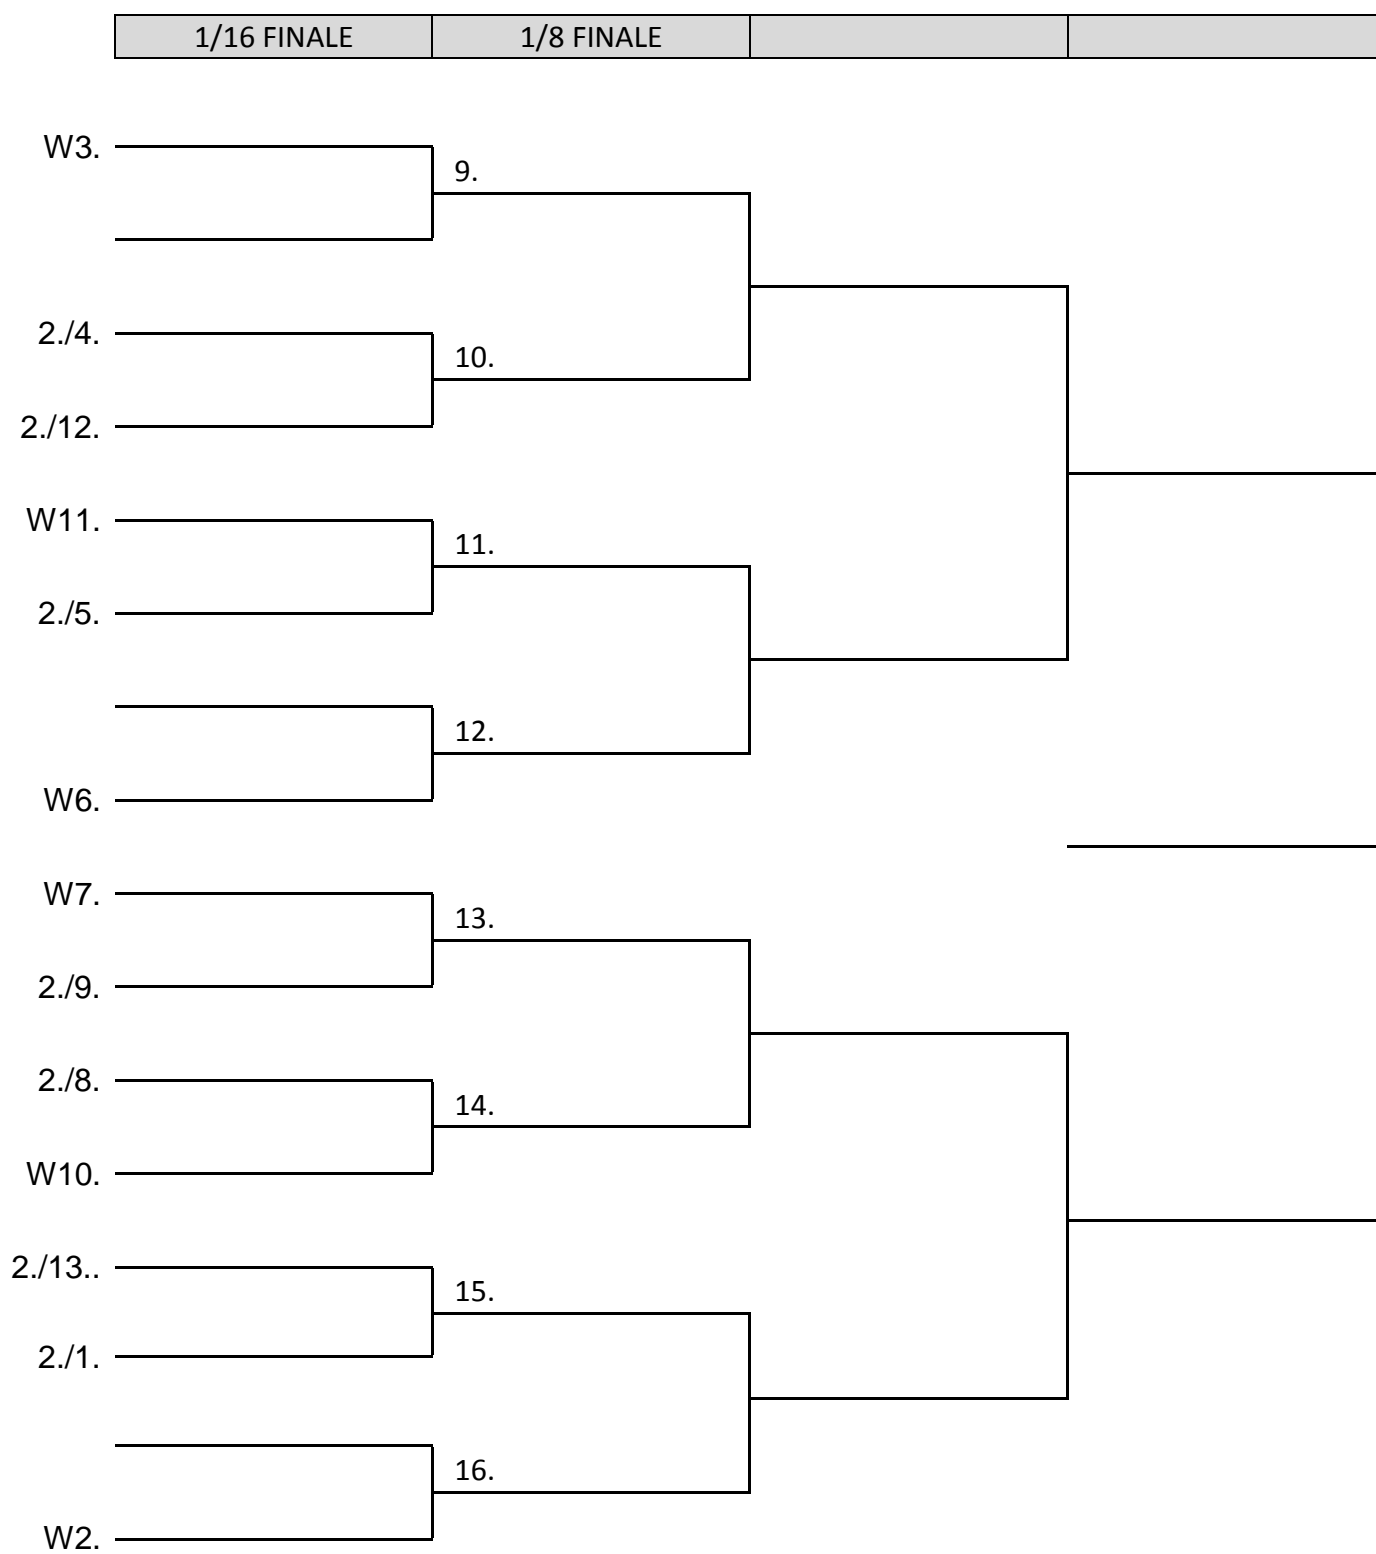 1/16 FINALE 1/8 FINALE
W3.
9.
2./4.
10.
2./12.
W11.
11.
2./5.
12.
W6.
W7.
13.
2./9.
2./8.
14.
W10.
2./13..
15.
2./1.
16.
W2.